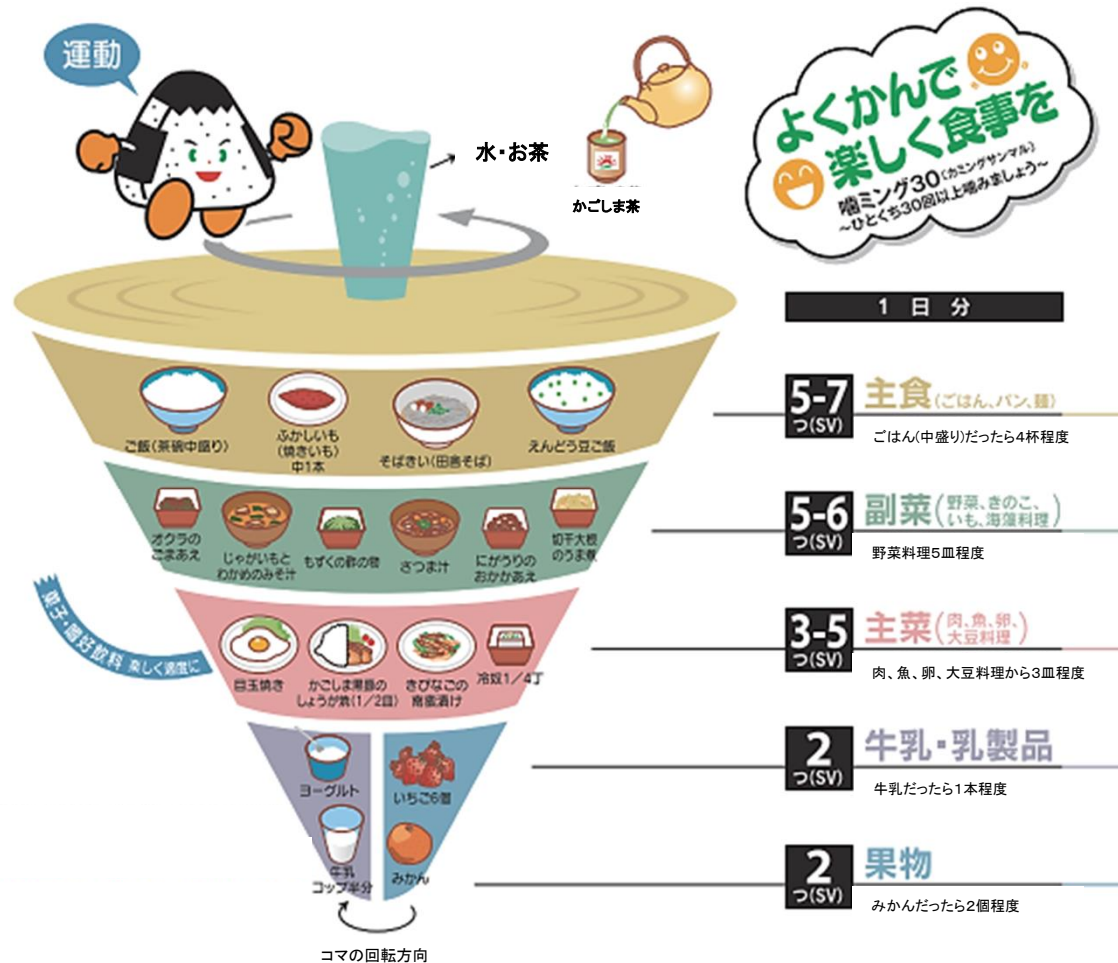 運動
水・お茶
かごしま茶
よくかんで
楽しく食事を
噛ミング30(カミングサンマル)
～ひとくち30回以上噛みましょう～
1日分
ご飯(茶碗中盛り)
ふかしいも
(焼きいも)
中1本
そばきい(田舎そば)
えんどう豆ご飯
5-7
つ(SV)
主食(ごはん、パン、麺)
ごはん(中盛り)だったら4杯程度
オクラの
ごまあえ
じゃがいもと
わかめのみそ汁
もずくの酢の物
さつま汁
にがうりの
おかかあえ
切干大根
のうま煮
5-6
つ(SV)
副菜(野菜、きのこ、
いも、海藻料理)
野菜料理5皿程度
菓子・嗜好飲料 楽しく適度に
目玉焼き
かごしま黒豚の
しょうが焼(1/2皿)
きびなごの
南蛮漬け
冷奴1/4丁
3-5
つ(SV)
主菜(肉、魚、卵、
大豆料理)
肉、魚、卵、大豆料理から3皿程度
ヨーグルト
いちご6個
牛乳
コップ半分
みかん
2
つ(SV)
牛乳・乳製品
牛乳だったら1本程度
2
つ(SV)
果物
みかんだったら2個程度
コマの回転方向